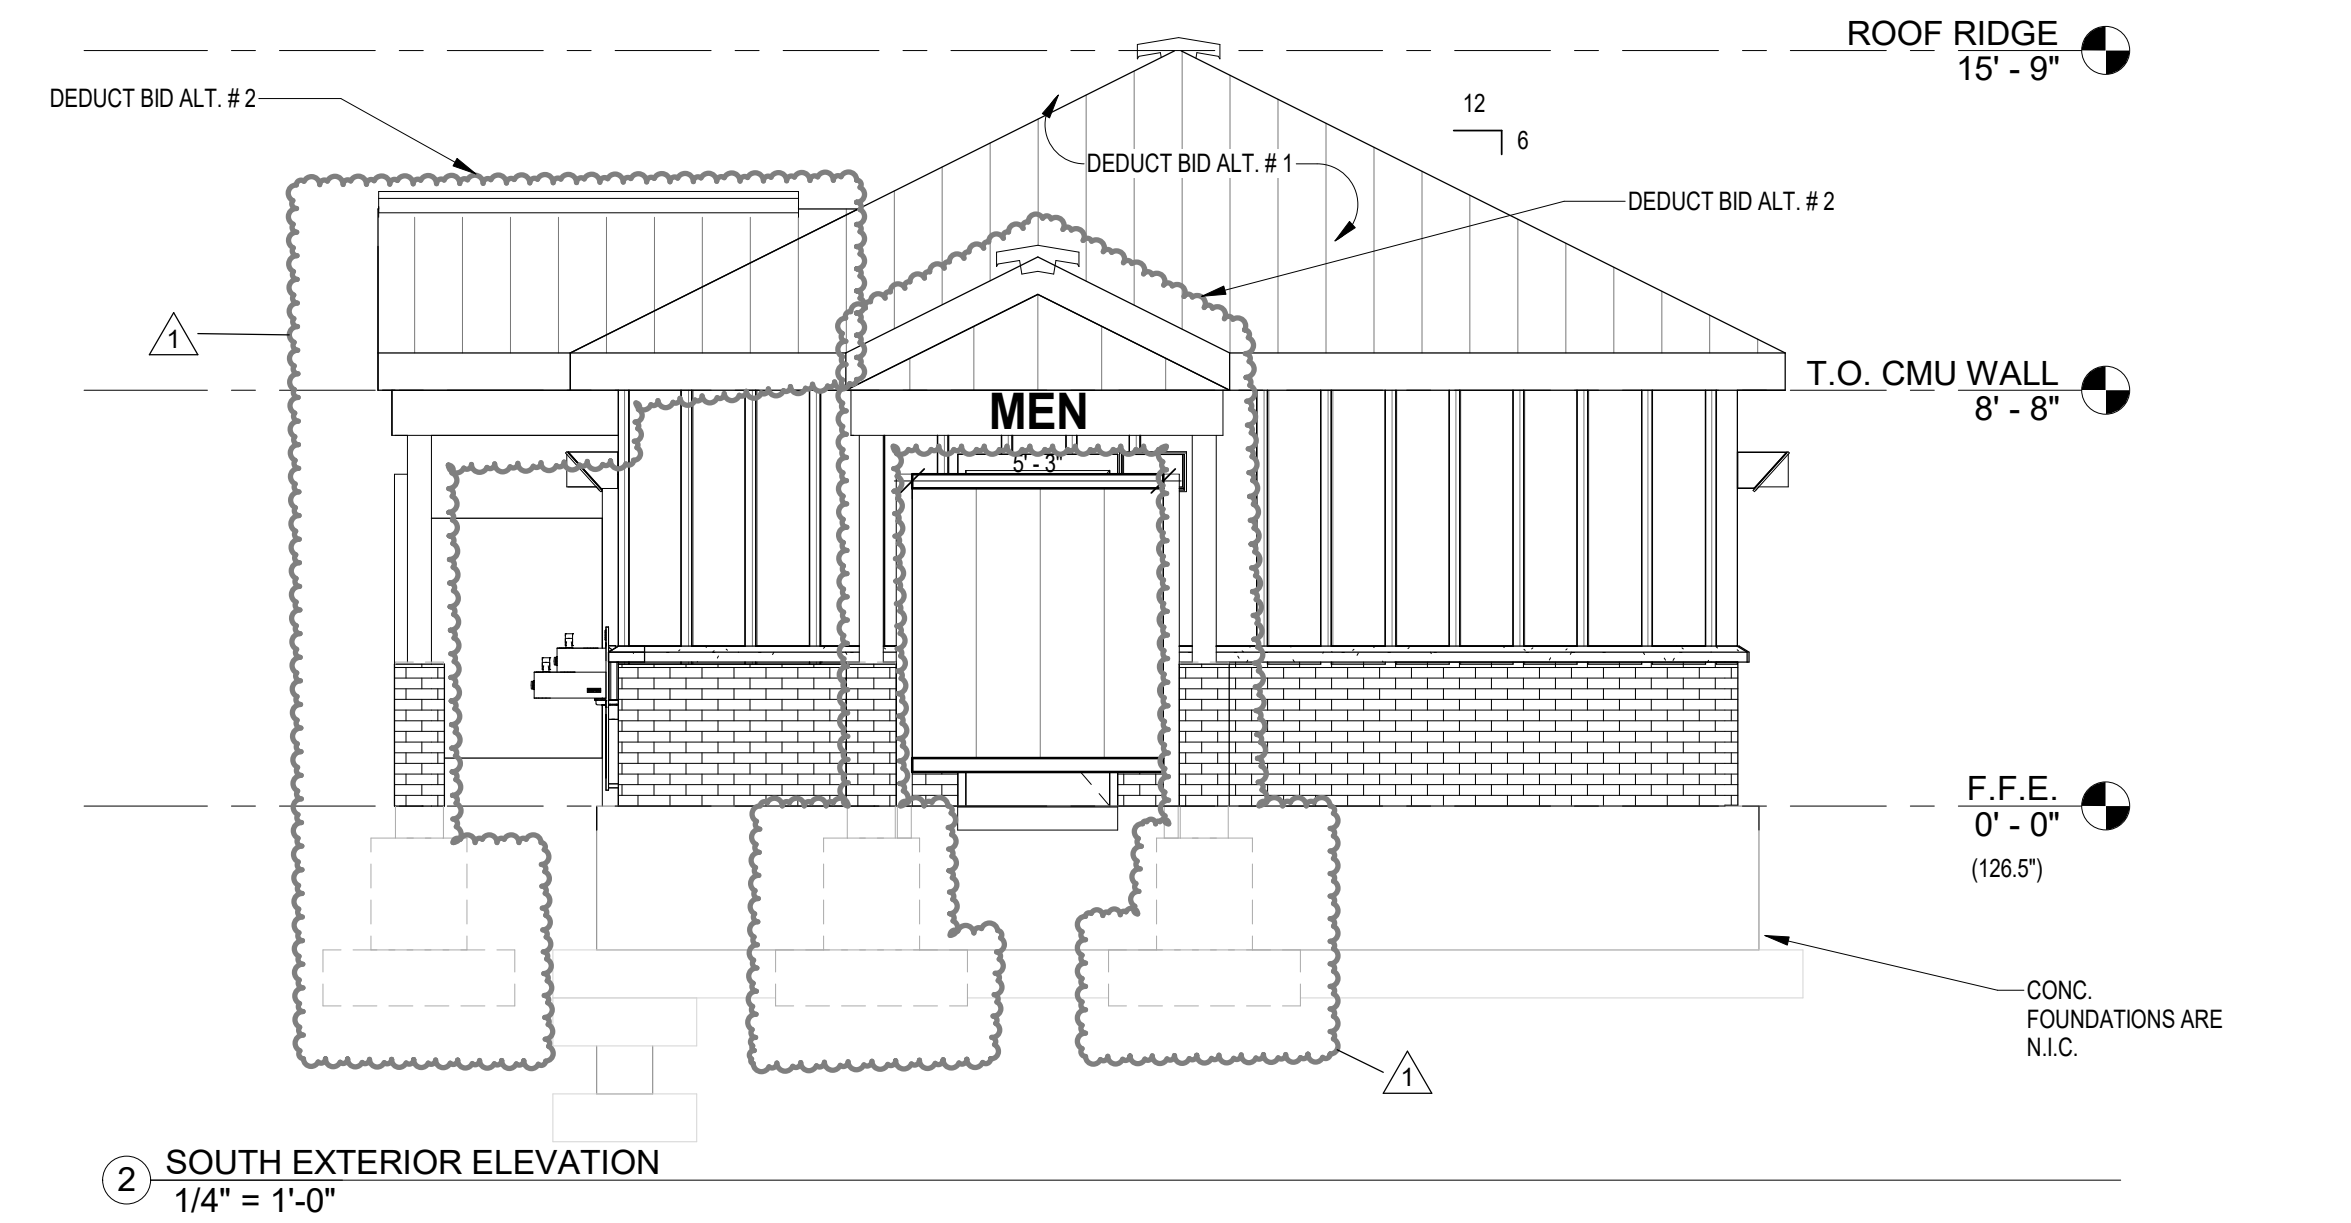 ROOF RIDGE
15' - 9"
DEDUCT BID ALT. # 2
12
6
DEDUCT BID ALT. # 1
DEDUCT BID ALT. # 2
1
T.O. CMU WALL
8' - 8"
MEN
5' - 3"
F.F.E.
0' - 0"
(126.5")
CONC.
FOUNDATIONS ARE
N.I.C.
1
2
SOUTH EXTERIOR ELEVATION
1/4" = 1'-0"